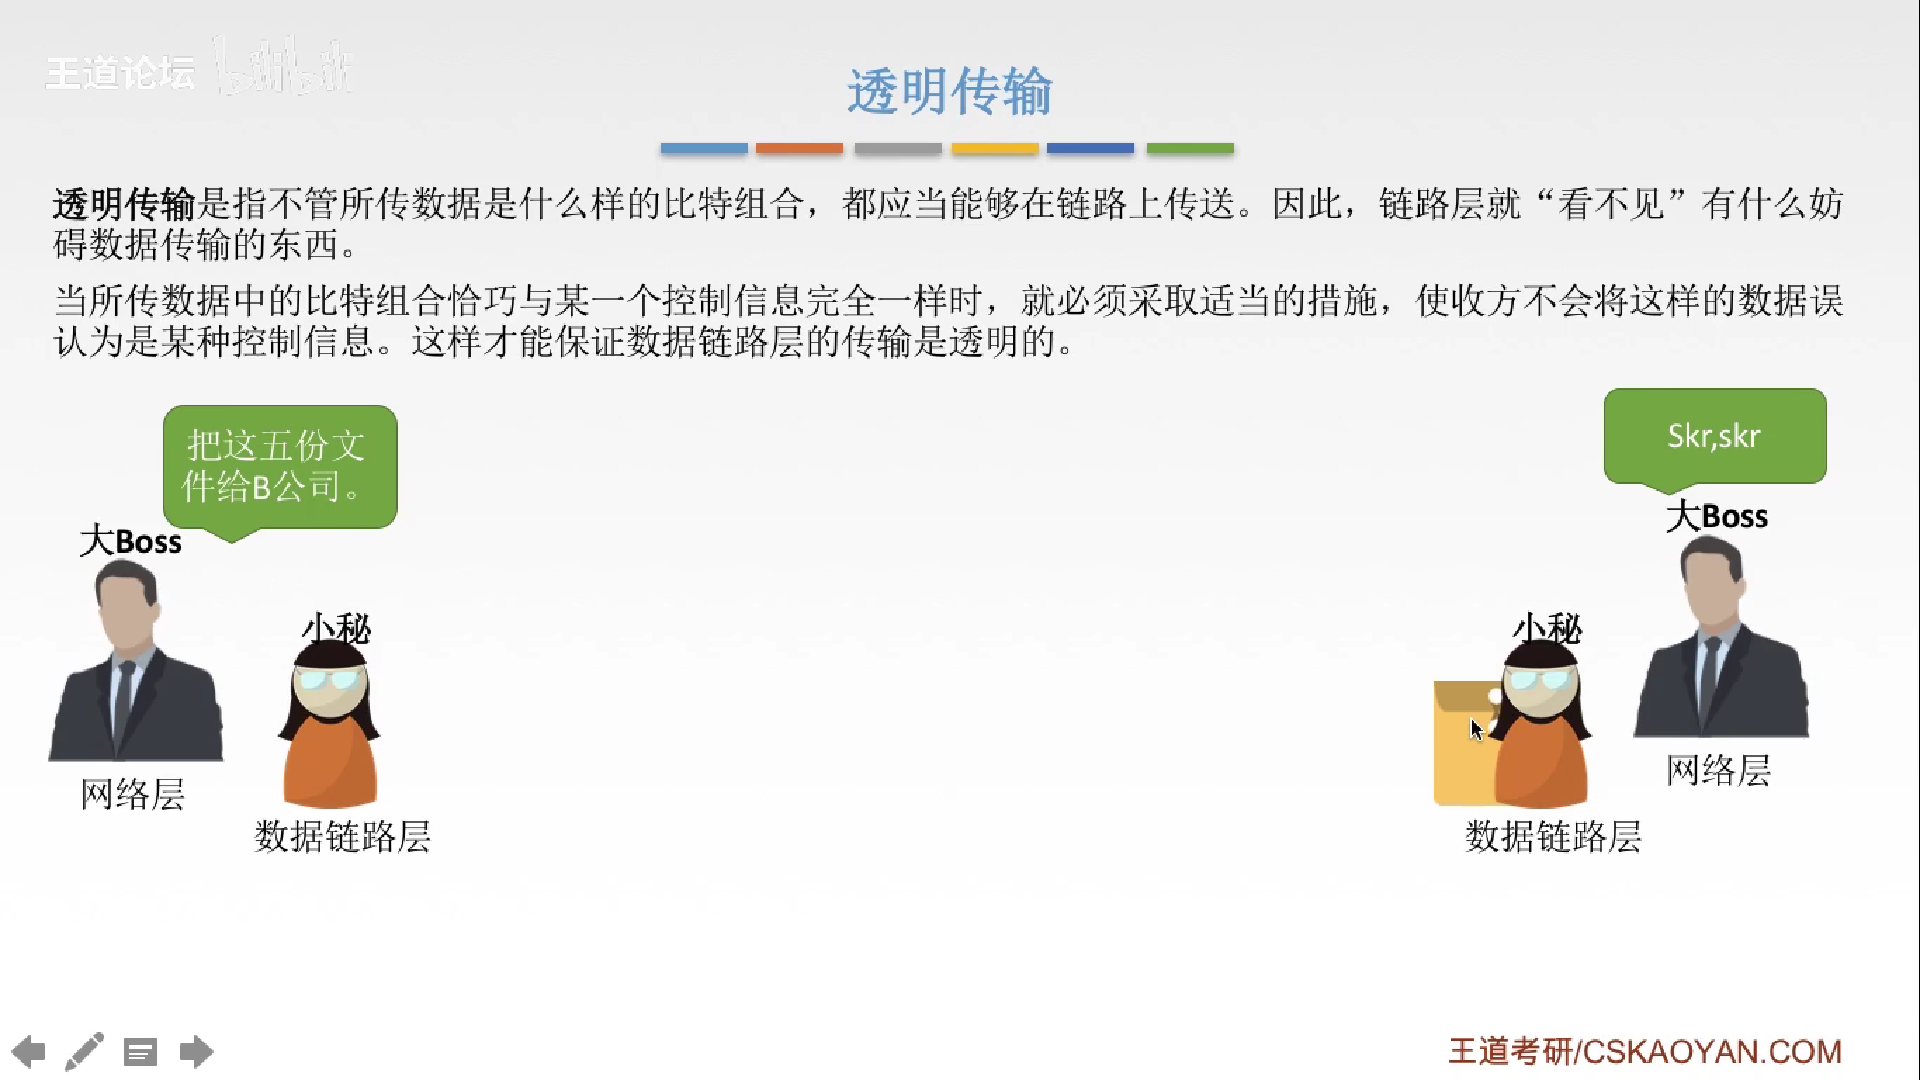 王道论坛 bilibili
透明传输
透明传输是指不管所传数据是什么样的比特组合，都应当能够在链路上传送。因此，链路层就“看不见”有什么妨
碍数据传输的东西。
当所传数据中的比特组合恰巧与某一个控制信息完全一样时，就必须采取适当的措施，使收方不会将这样的数据误
认为是某种控制信息。这样才能保证数据链路层的传输是透明的。
把这五份文
件给B公司。
大Boss
小秘
网络层
数据链路层
Skr,skr
大Boss
小秘
网络层
数据链路层
王道考研/CSKAOYAN.COM